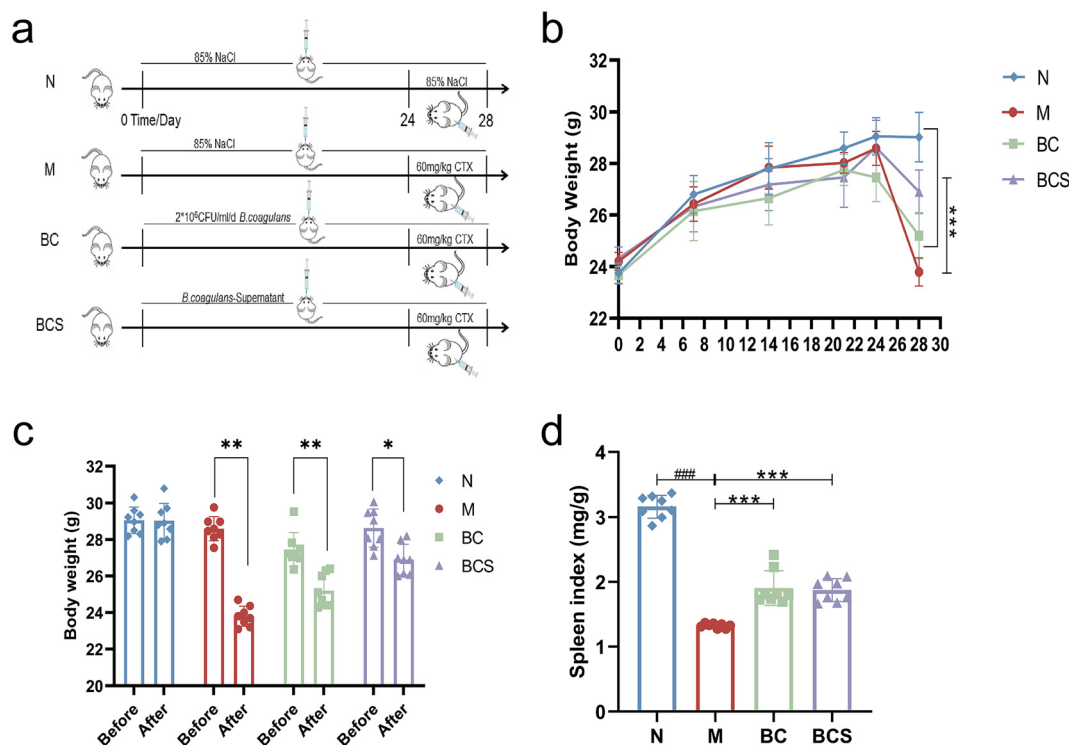 a
N
85% NaCl
85% NaCl
0 Time/Day
24
28
M
85% NaCl
60mg/kg CTX
BC
60mg/kg CTX
BCS
B.coagulans-Supernatant
60mg/kg CTX
b
Body Weight (g)
32
30
28
26
24
22
0 2 4 6 8 10 12 14 16 18 20 22 24 26 28 30
***
N
M
BC
BCS
c
Body weight (g)
32
30
28
26
24
22
20
** ** *
Before After Before After Before After Before After
N
M
BC
BCS
d
Spleen index (mg/g)
4
3
2
1
0
### ***
***
N M BC BCS